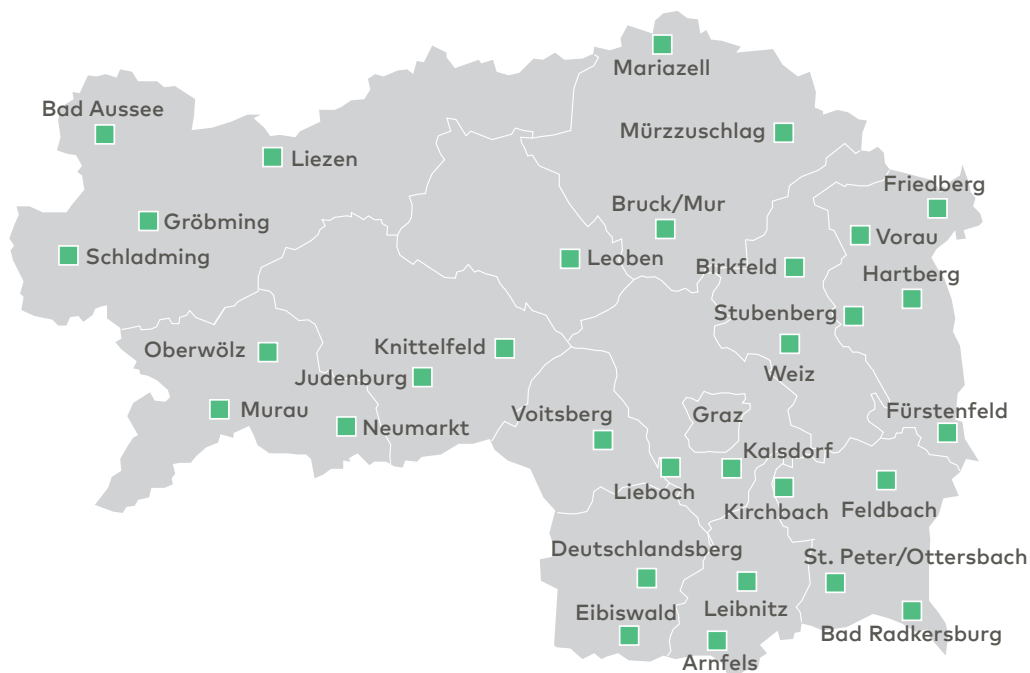 Mariazell
Bad Aussee
Mürzzuschlag
Liezen
Friedberg
Bruck/Mur
Gröbming
Vorau
Schladming
Leoben
Birkfeld
Hartberg
Stubenberg
Oberwölz
Knittelfeld
Judenburg
Weiz
Murau
Voitsberg
Graz
Fürstenfeld
Neumarkt
Kalsdorf
Lieboch
Kirchbach
Feldbach
Deutschlandsberg
St. Peter/Ottersbach
Eibiswald
Leibnitz
Bad Radkersburg
Arnfels